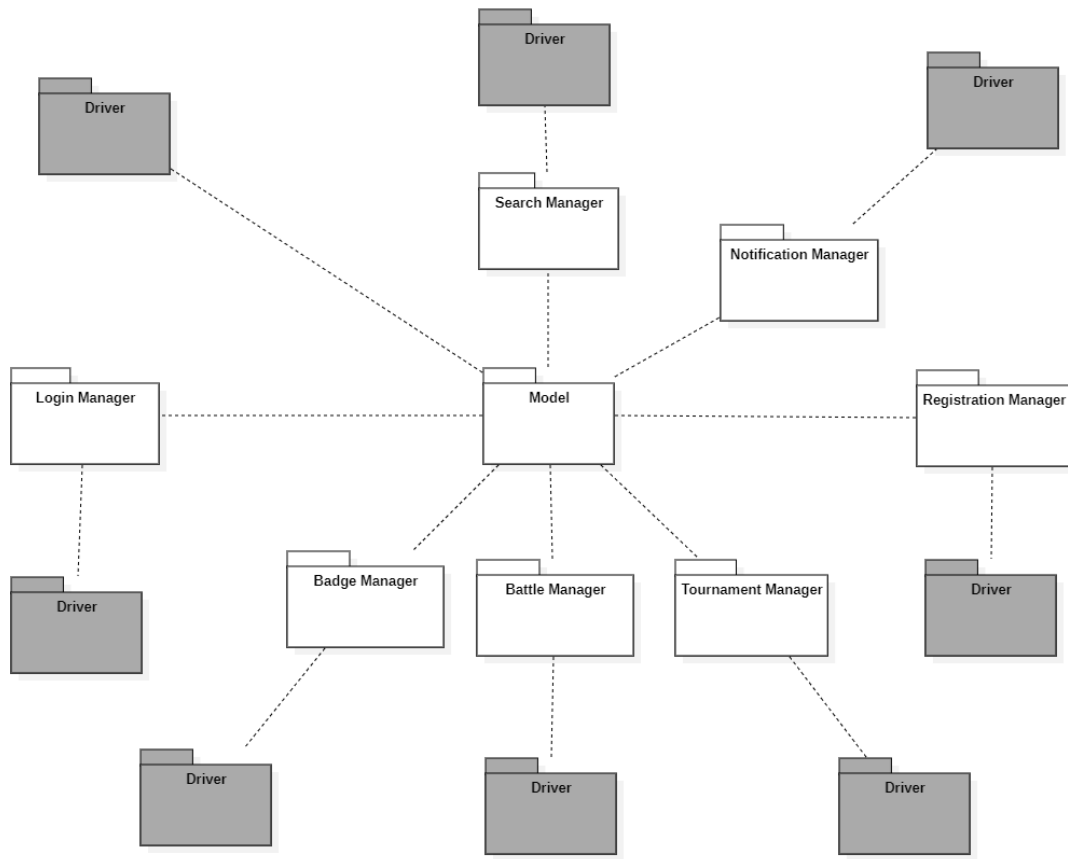 Driver
Driver
Driver
Search Manager
Notification Manager
Login Manager
Model
Registration Manager
Badge Manager
Battle Manager
Tournament Manager
Driver
Driver
Driver
Driver
Driver